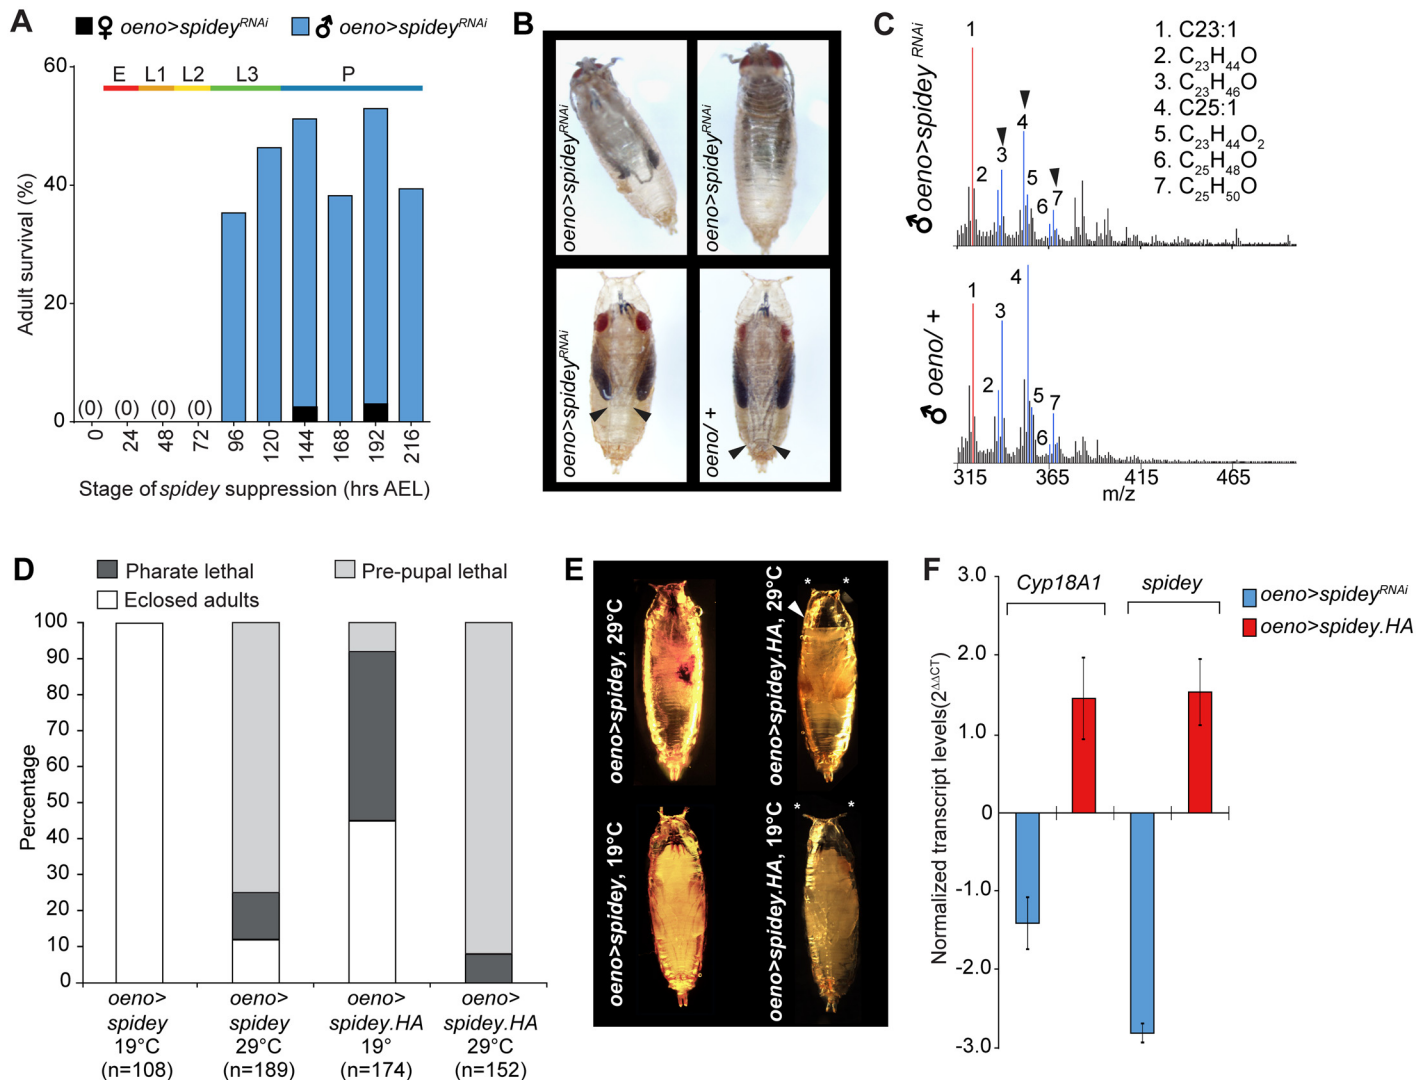 A
♀ oeno>spidey^RNAi
♂ oeno>spidey^RNAi
Adult survival (%)
60
40
20
0
E L1 L2 L3 P
(0) (0) (0) (0)
0 24 48 72 96 120 144 168 192 216
Stage of spidey suppression (hrs AEL)
B
oeno>spidey^RNAi
oeno>spidey^RNAi
oeno>spidey^RNAi
oeno/ +
C
♂ oeno>spidey^RNAi
1 2 3 4 5 6 7
1. C23:1
2. C₂₃H₄₄O
3. C₂₃H₄₆O
4. C25:1
5. C₂₃H₄₄O₂
6. C₂₅H₄₈O
7. C₂₅H₅₀O
♂ oeno/ +
1 2 3 4 5 6 7
315 365 415 465
m/z
D
Pharate lethal
Pre-pupal lethal
Eclosed adults
Percentage
100
90
80
70
60
50
40
30
20
10
0
oeno>
spidey
19°C
(n=108)
oeno>
spidey
29°C
(n=189)
oeno>
spidey.HA
19°
(n=174)
oeno>
spidey.HA
29°C
(n=152)
E
oeno>spidey, 29°C
oeno>spidey.HA, 29°C
* *
oeno>spidey, 19°C
oeno>spidey.HA, 19°C
* *
F
Normalized transcript levels(2^ΔΔCT)
3.0
2.0
1.0
0
-1.0
-2.0
-3.0
Cyp18A1
spidey
oeno>spidey^RNAi
oeno>spidey.HA